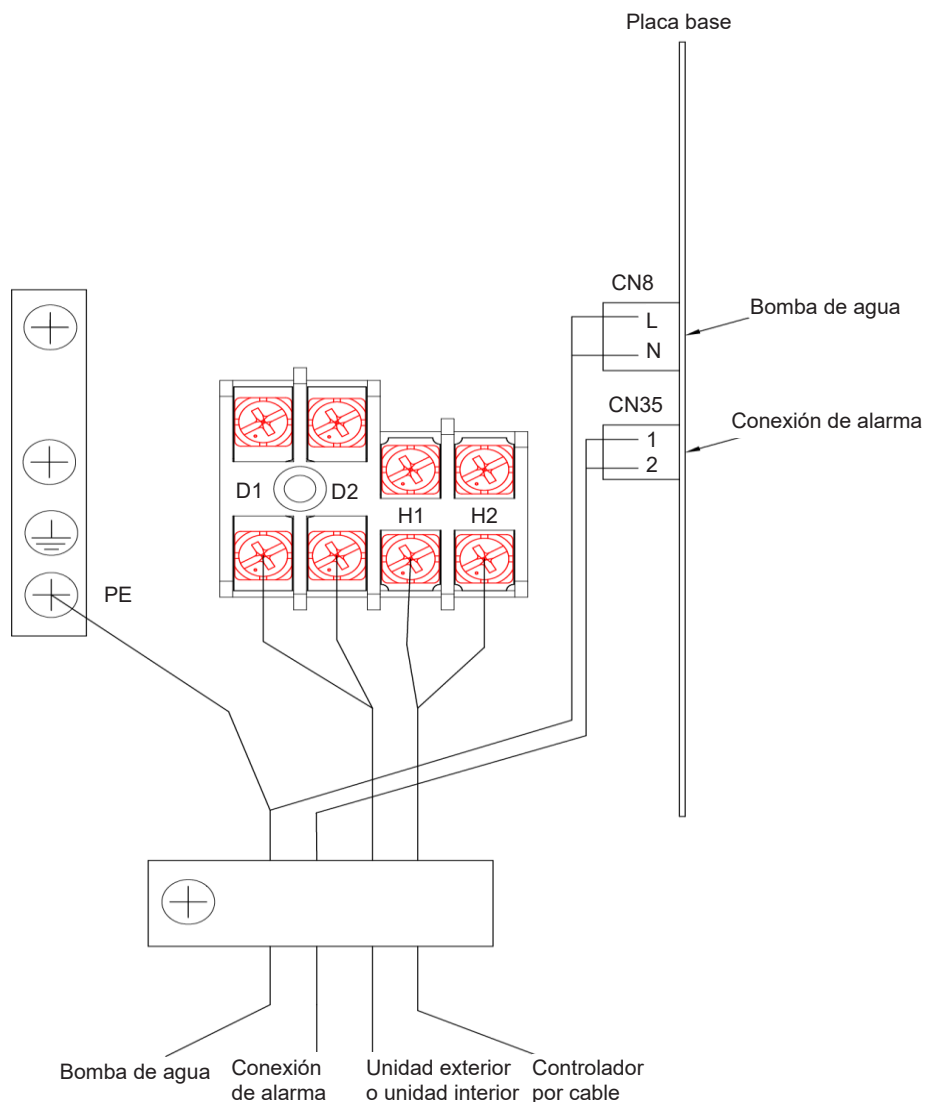 Placa base
CN8
L
N
Bomba de agua
CN35
1
2
Conexión de alarma
D1
D2
H1
H2
PE
Bomba de agua
Conexión
de alarma
Unidad exterior
o unidad interior
Controlador
por cable